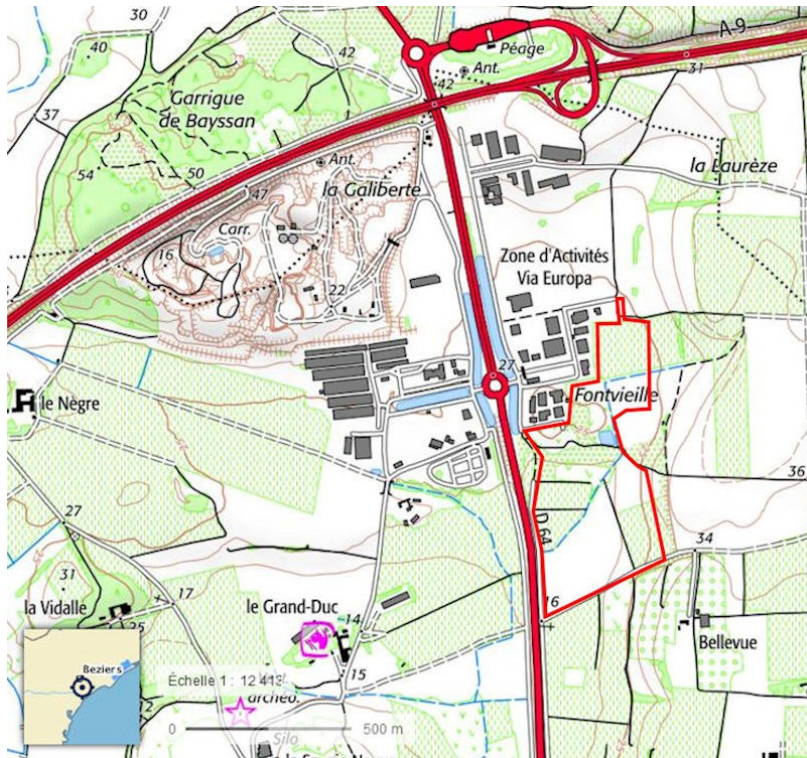 30
40
42
Péage
A 9
Ant.
31
42
37
Garrigue
de Bayssan
Ant.
54
50
47
la Galiberte
la Laurèze
Carr.
16
22
Zone d'Activités
Via Europa
27
le Nègre
Fontvieille
36
27
D 64
34
31
la Vidalle
17
le Grand-Duc
14
16
25
Bellevue
Beziers
15
Échelle 1 : 12 413
archéo.
12
0
500 m
Silo